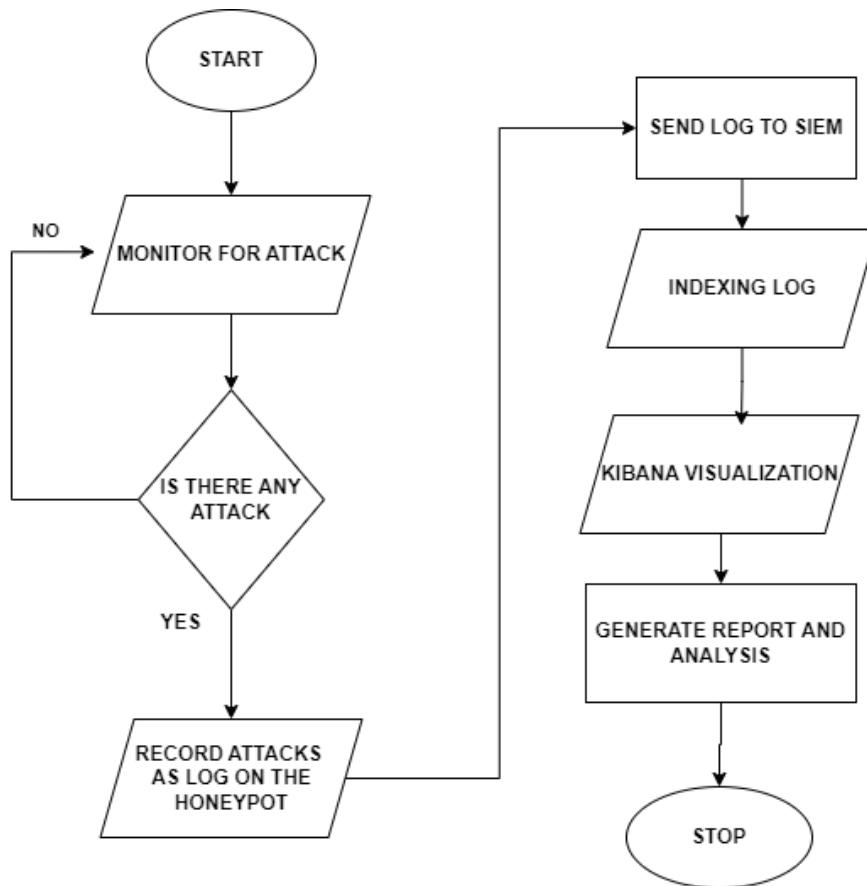 START
NO
MONITOR FOR ATTACK
IS THERE ANY
ATTACK
YES
RECORD ATTACKS
AS LOG ON THE
HONEYPOT
SEND LOG TO SIEM
INDEXING LOG
KIBANA VISUALIZATION
GENERATE REPORT AND
ANALYSIS
STOP